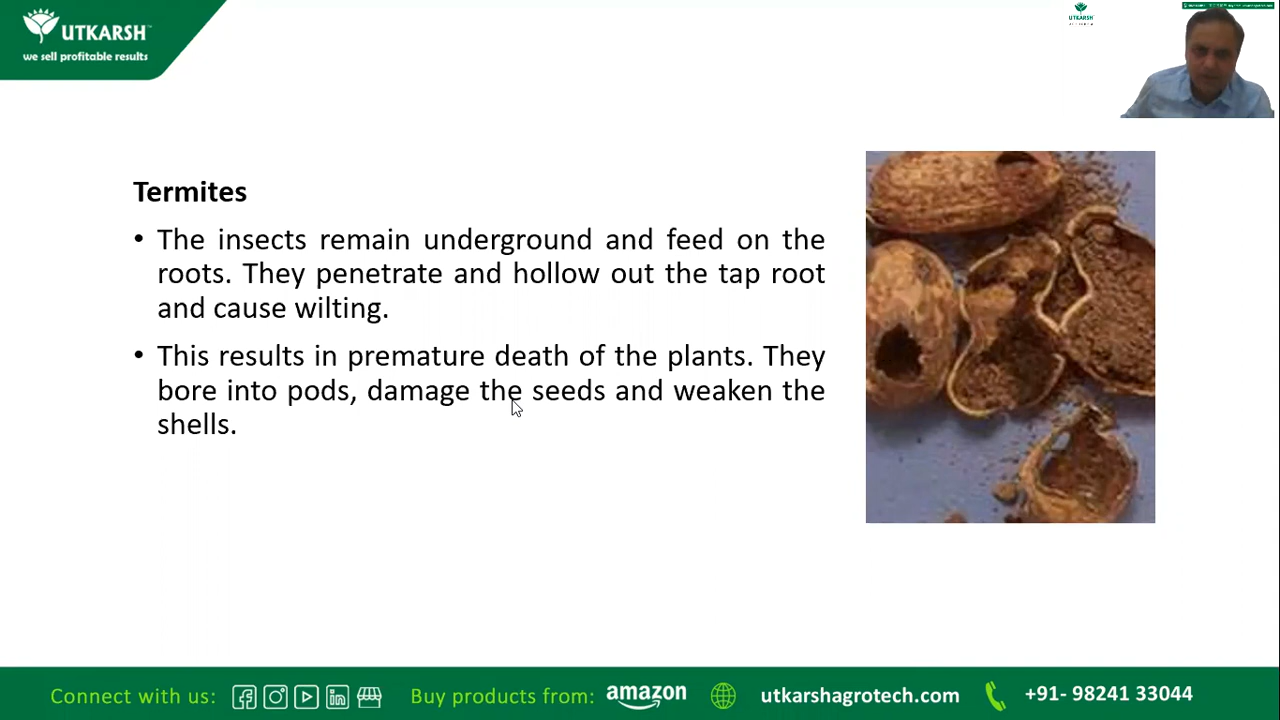 UTKARSH™
we sell profitable results
UTKARSH
Termites
• The insects remain underground and feed on the
roots. They penetrate and hollow out the tap root
and cause wilting.
• This results in premature death of the plants. They
bore into pods, damage the seeds and weaken the
shells.
Connect with us:
Buy products from: amazon
utkarshagrotech.com
+91- 98241 33044